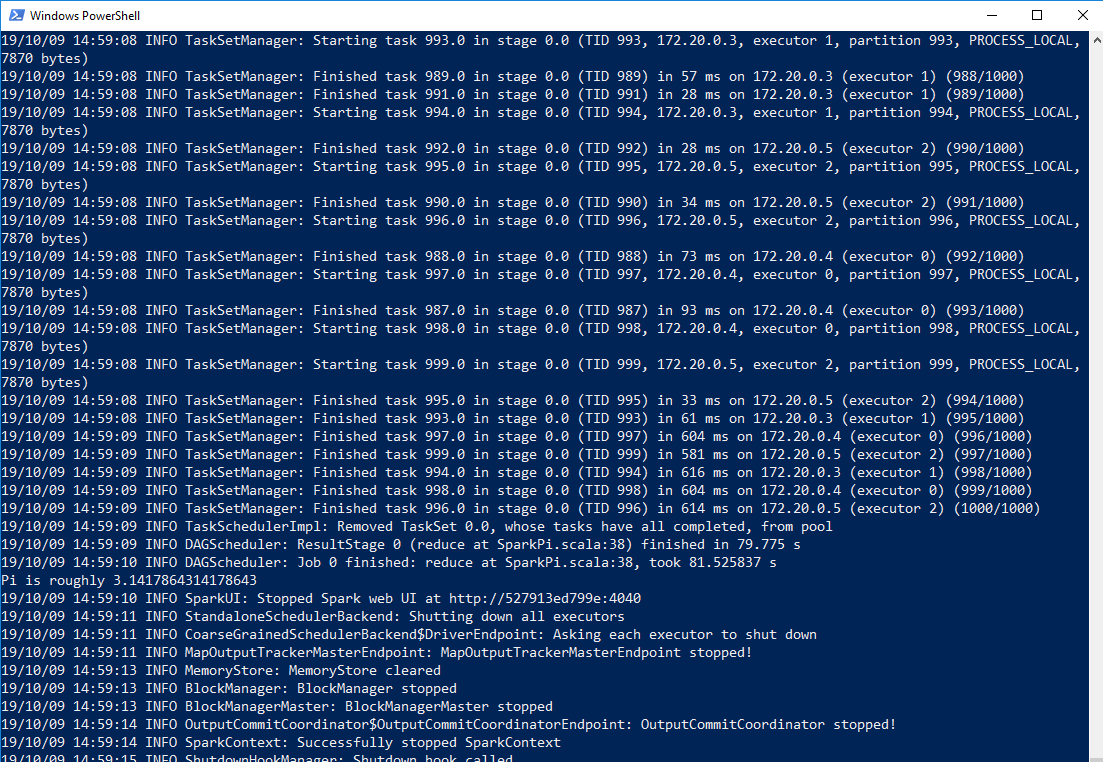 Windows PowerShell
19/10/09 14:59:08 INFO TaskSetManager: Starting task 993.0 in stage 0.0 (TID 993, 172.20.0.3, executor 1, partition 993, PROCESS_LOCAL,
7870 bytes)
19/10/09 14:59:08 INFO TaskSetManager: Finished task 989.0 in stage 0.0 (TID 989) in 57 ms on 172.20.0.3 (executor 1) (988/1000)
19/10/09 14:59:08 INFO TaskSetManager: Finished task 991.0 in stage 0.0 (TID 991) in 28 ms on 172.20.0.3 (executor 1) (989/1000)
19/10/09 14:59:08 INFO TaskSetManager: Starting task 994.0 in stage 0.0 (TID 994, 172.20.0.3, executor 1, partition 994, PROCESS_LOCAL,
7870 bytes)
19/10/09 14:59:08 INFO TaskSetManager: Finished task 992.0 in stage 0.0 (TID 992) in 28 ms on 172.20.0.5 (executor 2) (990/1000)
19/10/09 14:59:08 INFO TaskSetManager: Starting task 995.0 in stage 0.0 (TID 995, 172.20.0.5, executor 2, partition 995, PROCESS_LOCAL,
7870 bytes)
19/10/09 14:59:08 INFO TaskSetManager: Finished task 990.0 in stage 0.0 (TID 990) in 34 ms on 172.20.0.5 (executor 2) (991/1000)
19/10/09 14:59:08 INFO TaskSetManager: Starting task 996.0 in stage 0.0 (TID 996, 172.20.0.5, executor 2, partition 996, PROCESS_LOCAL,
7870 bytes)
19/10/09 14:59:08 INFO TaskSetManager: Finished task 988.0 in stage 0.0 (TID 988) in 73 ms on 172.20.0.4 (executor 0) (992/1000)
19/10/09 14:59:08 INFO TaskSetManager: Starting task 997.0 in stage 0.0 (TID 997, 172.20.0.4, executor 0, partition 997, PROCESS_LOCAL,
7870 bytes)
19/10/09 14:59:08 INFO TaskSetManager: Finished task 987.0 in stage 0.0 (TID 987) in 93 ms on 172.20.0.4 (executor 0) (993/1000)
19/10/09 14:59:08 INFO TaskSetManager: Starting task 998.0 in stage 0.0 (TID 998, 172.20.0.4, executor 0, partition 998, PROCESS_LOCAL,
7870 bytes)
19/10/09 14:59:08 INFO TaskSetManager: Starting task 999.0 in stage 0.0 (TID 999, 172.20.0.5, executor 2, partition 999, PROCESS_LOCAL,
7870 bytes)
19/10/09 14:59:08 INFO TaskSetManager: Finished task 995.0 in stage 0.0 (TID 995) in 33 ms on 172.20.0.5 (executor 2) (994/1000)
19/10/09 14:59:08 INFO TaskSetManager: Finished task 993.0 in stage 0.0 (TID 993) in 61 ms on 172.20.0.3 (executor 1) (995/1000)
19/10/09 14:59:09 INFO TaskSetManager: Finished task 997.0 in stage 0.0 (TID 997) in 604 ms on 172.20.0.4 (executor 0) (996/1000)
19/10/09 14:59:09 INFO TaskSetManager: Finished task 999.0 in stage 0.0 (TID 999) in 581 ms on 172.20.0.5 (executor 2) (997/1000)
19/10/09 14:59:09 INFO TaskSetManager: Finished task 994.0 in stage 0.0 (TID 994) in 616 ms on 172.20.0.3 (executor 1) (998/1000)
19/10/09 14:59:09 INFO TaskSetManager: Finished task 998.0 in stage 0.0 (TID 998) in 604 ms on 172.20.0.4 (executor 0) (999/1000)
19/10/09 14:59:09 INFO TaskSetManager: Finished task 996.0 in stage 0.0 (TID 996) in 614 ms on 172.20.0.5 (executor 2) (1000/1000)
19/10/09 14:59:09 INFO TaskSchedulerImpl: Removed TaskSet 0.0, whose tasks have all completed, from pool
19/10/09 14:59:09 INFO DAGScheduler: ResultStage 0 (reduce at SparkPi.scala:38) finished in 79.775 s
19/10/09 14:59:10 INFO DAGScheduler: Job 0 finished: reduce at SparkPi.scala:38, took 81.525837 s
Pi is roughly 3.1417864314178643
19/10/09 14:59:10 INFO SparkUI: Stopped Spark web UI at http://527913ed799e:4040
19/10/09 14:59:11 INFO StandaloneSchedulerBackend: Shutting down all executors
19/10/09 14:59:11 INFO CoarseGrainedSchedulerBackend$DriverEndpoint: Asking each executor to shut down
19/10/09 14:59:11 INFO MapOutputTrackerMasterEndpoint: MapOutputTrackerMasterEndpoint stopped!
19/10/09 14:59:13 INFO MemoryStore: MemoryStore cleared
19/10/09 14:59:13 INFO BlockManager: BlockManager stopped
19/10/09 14:59:13 INFO BlockManagerMaster: BlockManagerMaster stopped
19/10/09 14:59:14 INFO OutputCommitCoordinator$OutputCommitCoordinatorEndpoint: OutputCommitCoordinator stopped!
19/10/09 14:59:14 INFO SparkContext: Successfully stopped SparkContext
19/10/09 14:59:15 INFO ShutdownHookManager: Shutdown hook called